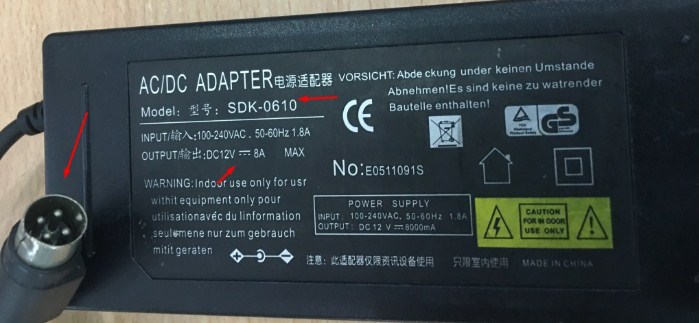 AC/DC ADAPTER电源适配器
Model: 型号: SDK-0610
INPUT/输入:100-240VAC, 50-60Hz 1.8A
OUTPUT/输出:DC12V ⎓ 8A MAX
WARNING: Indoor use only for usr
withit equipment only pour
utilisationavéc du linformation
seulemene nur zum gebrauch
mitit geraten
VORSICHT: Abde ckung under keinen Umstande
Abnehmen!Es sind keine zu watrender
Bauteile enthalten!
CE
GS
No:E0511091S
POWER SUPPLY
INPUT: 100-240VAC, 50-60Hz 1.8A
OUTPUT: DC 12 V ⎓ 8000mA
CAUTION
FOR IN DOOR
USE ONLY
注意: 此适配器仅限资讯设备使用 只限室内使用 MADE IN CHINA